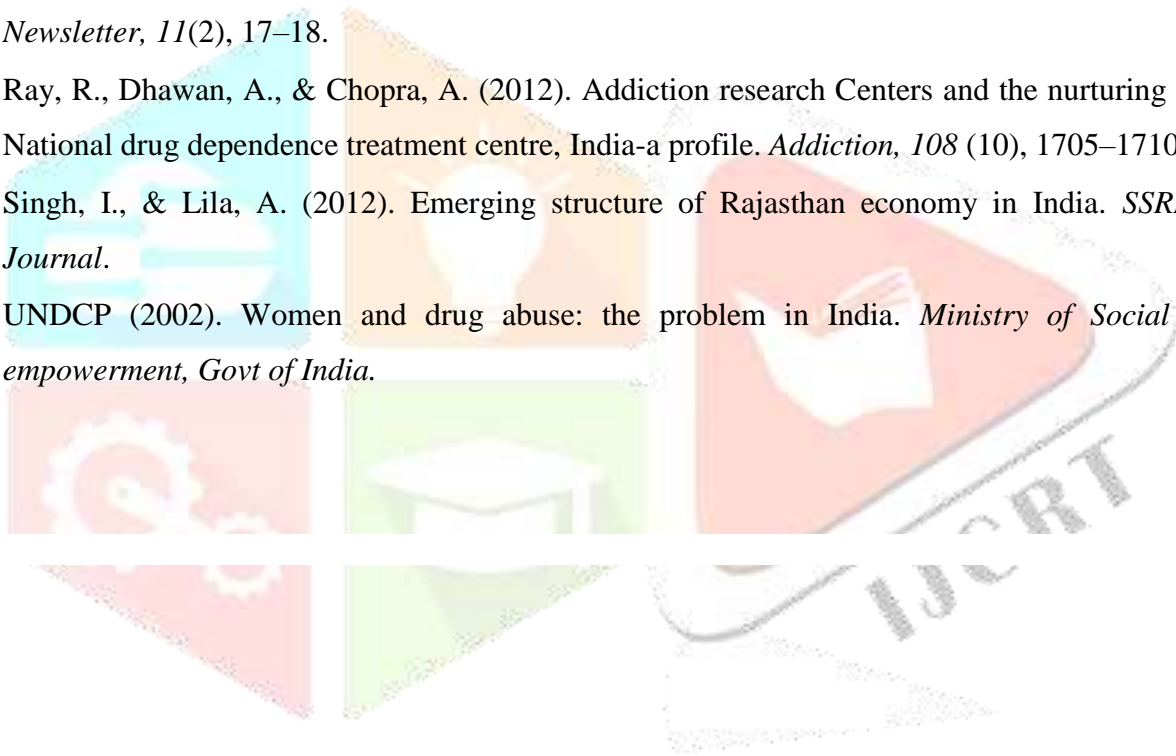 Newsletter, 11(2), 17–18.
Ray, R., Dhawan, A., & Chopra, A. (2012). Addiction research Centers and the nurturing
National drug dependence treatment centre, India-a profile. Addiction, 108 (10), 1705–1710
Singh, I., & Lila, A. (2012). Emerging structure of Rajasthan economy in India.
Journal.
UNDCP (2002). Women and drug abuse: the problem in India. Ministry of Social
empowerment, Govt of India.
IJCRT